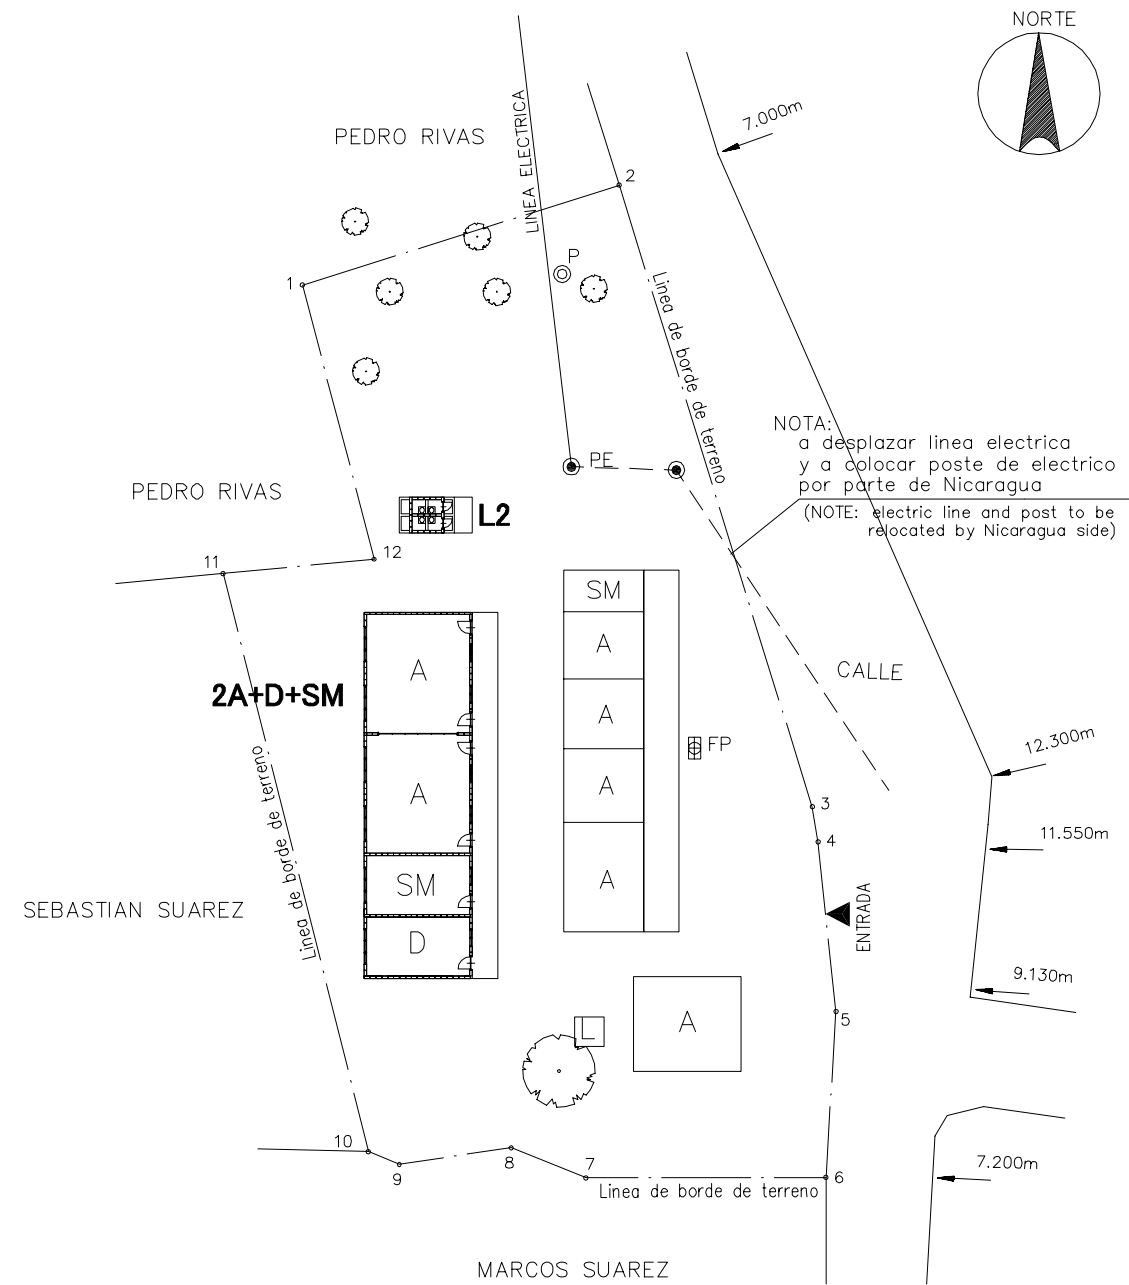 NORTE
7.000m
PEDRO RIVAS
LINEA ELECTRICA
2
P
1
Linea de borde de terreno
NOTA:
a desplazar linea electrica
y a colocar poste de electrico
por parte de Nicaragua
(NOTE: electric line and post to be
relocated by Nicaragua side)
PE
PEDRO RIVAS
L2
12
11
SM
A
A
A
A
FP
CALLE
2A+D+SM
A
A
SM
D
12.300m
3
4
11.550m
Linea de borde de terreno
SEBASTIAN SUAREZ
ENTRADA
9.130m
5
L
A
10
9
8
7
6
7.200m
Linea de borde de terreno
MARCOS SUAREZ